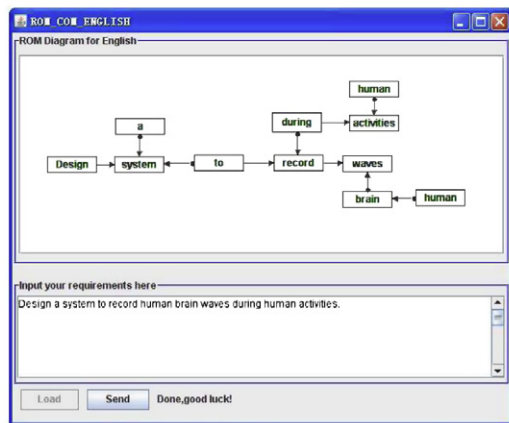 ROM_COM_ENGLISH
ROM Diagram for English
human
a
during
activities
Design
system
to
record
waves
brain
human
Input your requirements here
Design a system to record human brain waves during human activities.
Load
Send
Done,good luck!